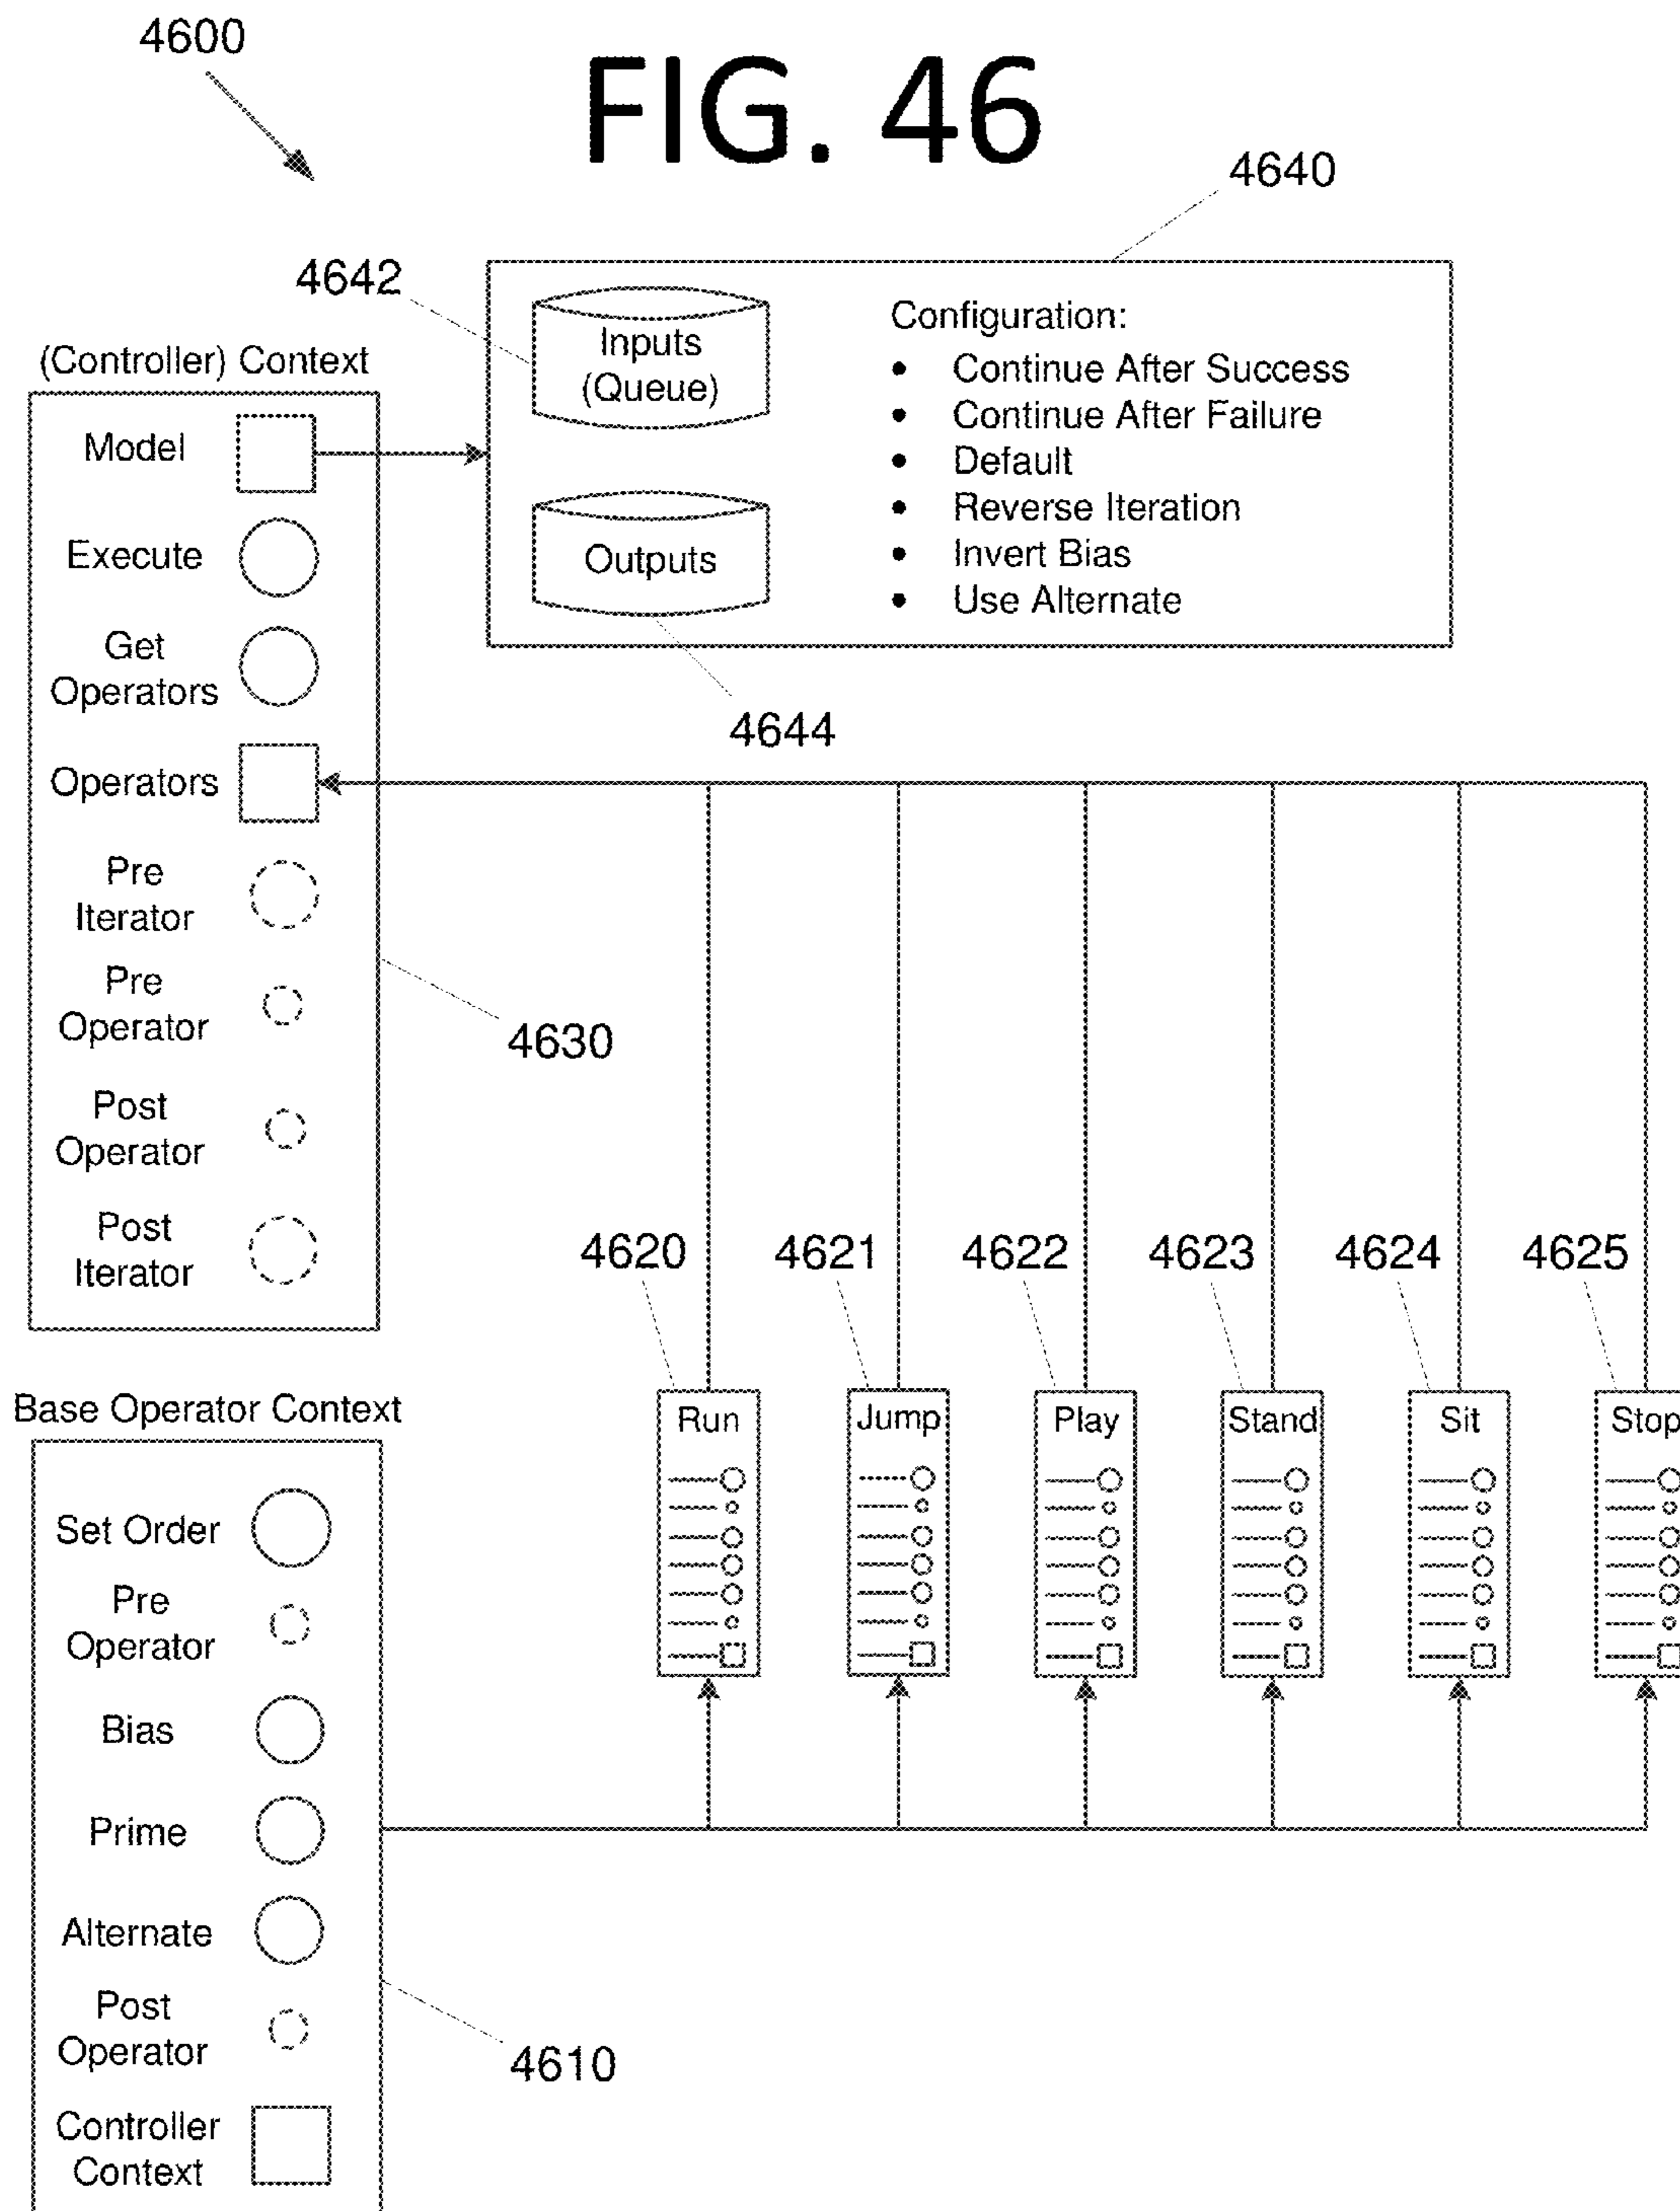 4600
FIG. 46
4640
4642
Inputs
(Queue)
Outputs
Configuration:
• Continue After Success
• Continue After Failure
• Default
• Reverse Iteration
• Invert Bias
• Use Alternate
4644
(Controller) Context
Model
Execute
Get
Operators
Operators
Pre
Iterator
Pre
Operator
Post
Operator
Post
Iterator
4630
4620
4621
4622
4623
4624
4625
Run
Jump
Play
Stand
Sit
Stop
Base Operator Context
Set Order
Pre
Operator
Bias
Prime
Alternate
Post
Operator
Controller
Context
4610